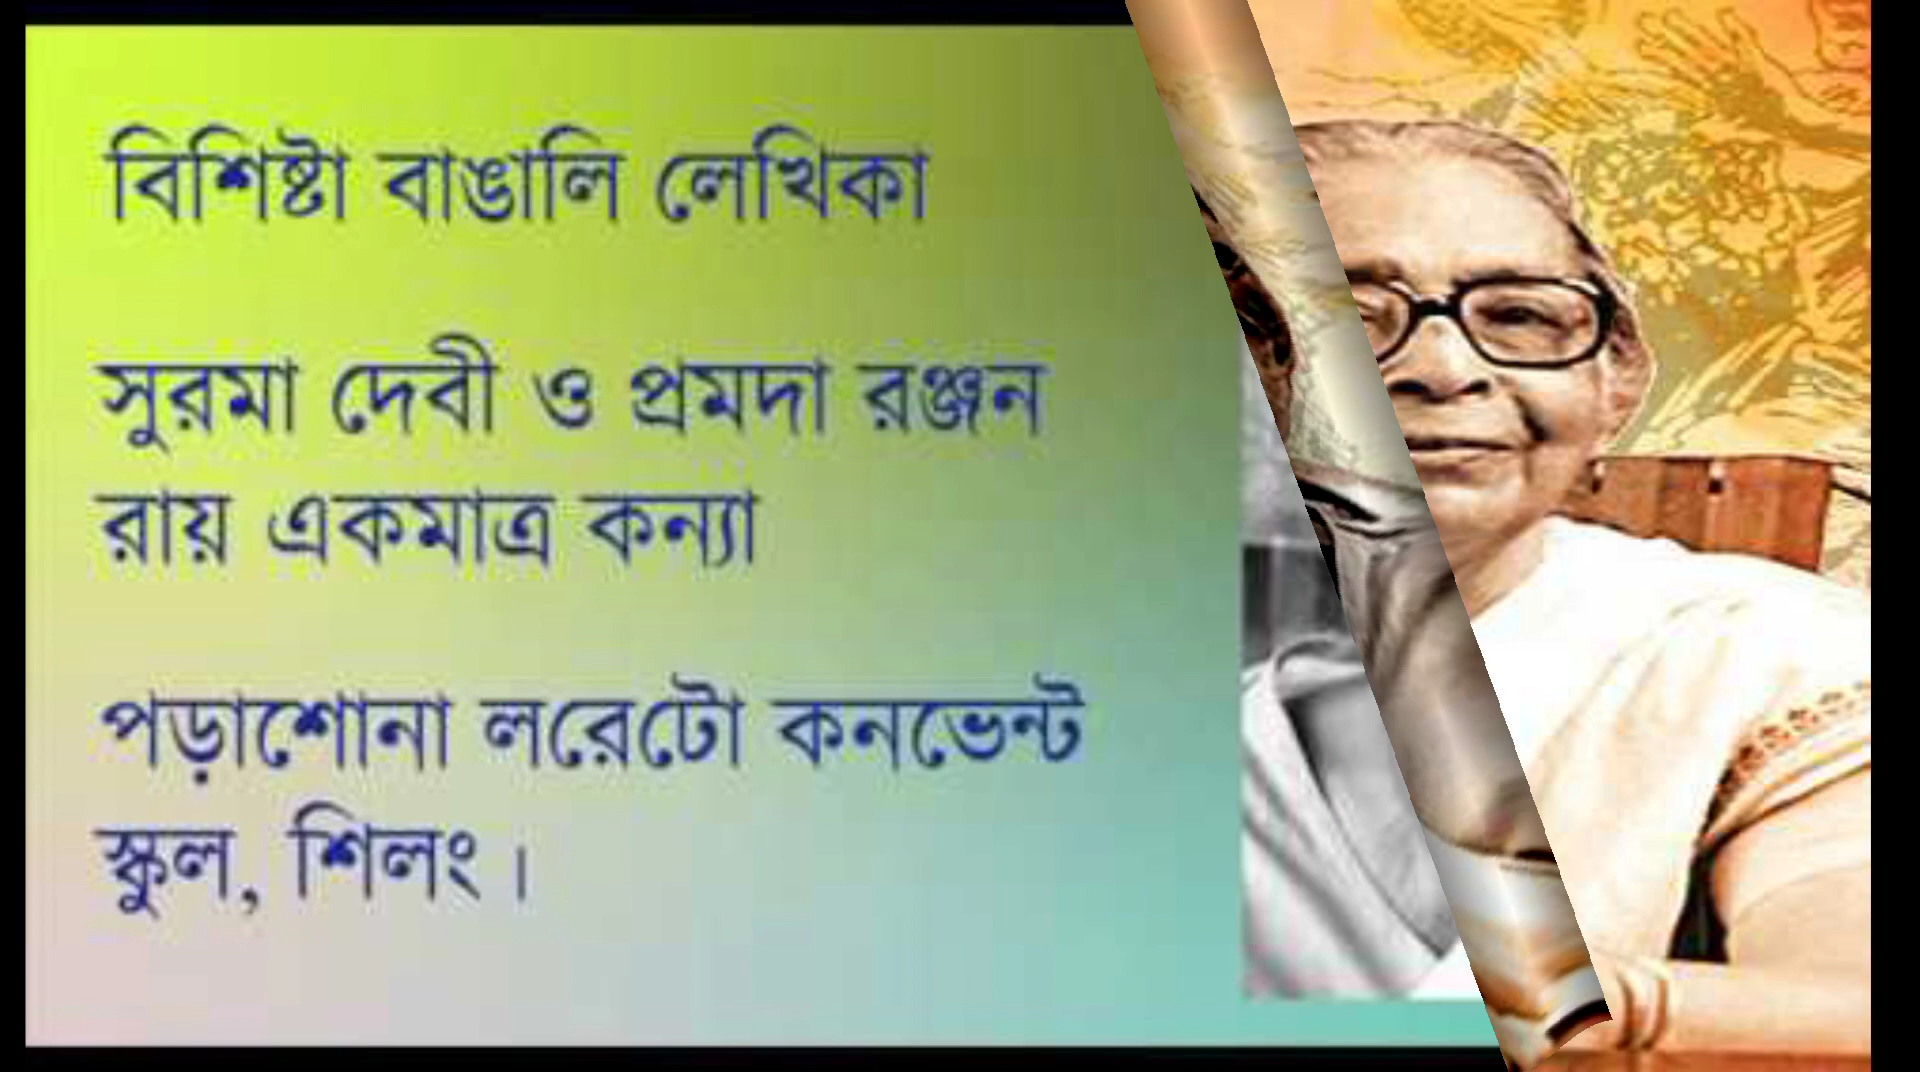 বিশিষ্টা বাঙালি লেখিকা
সুরমা দেবী ও প্রমদা রঞ্জন
রায় একমাত্র কন্যা
পড়াশোনা লরেটো কনভেন্ট
স্কুল, শিলং।